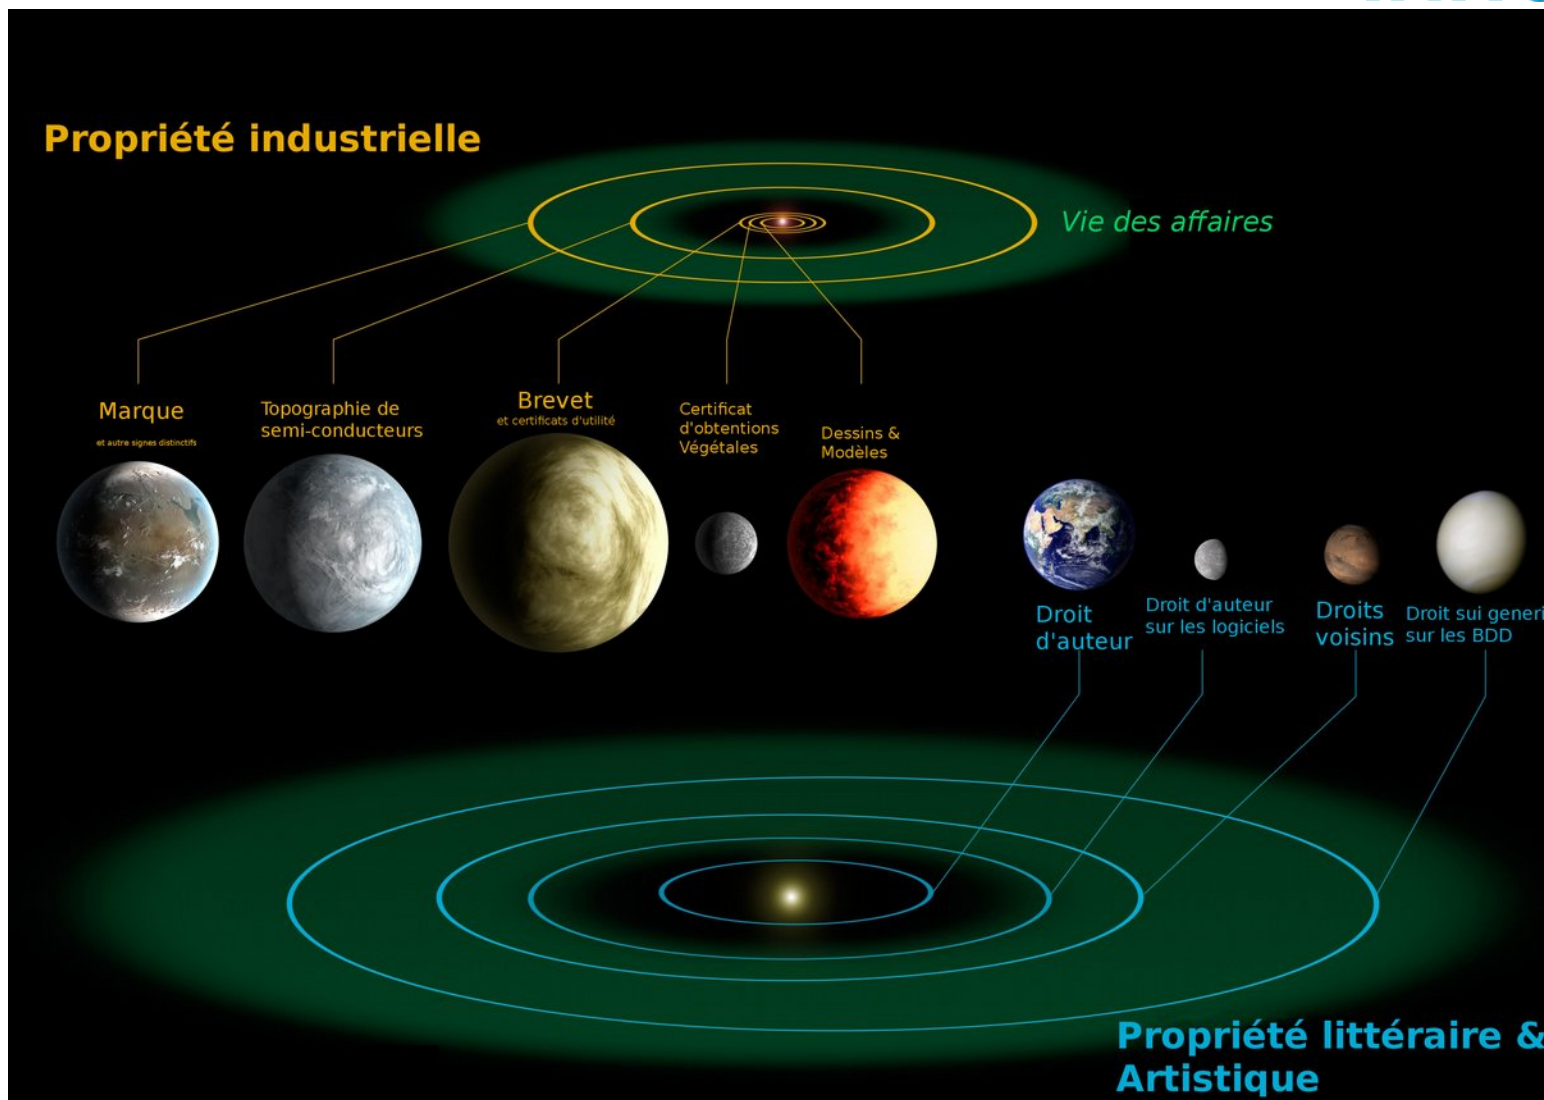 Propriété industrielle
Vie des affaires
Marque
et autre signes distinctifs
Topographie de
semi-conducteurs
Brevet
et certificats d'utilité
Certificat
d'obtentions
Végétales
Dessins &
Modèles
Droit
d'auteur
Droit d'auteur
sur les logiciels
Droits
voisins
Droit sui generi
sur les BDD
Propriété littéraire &
Artistique